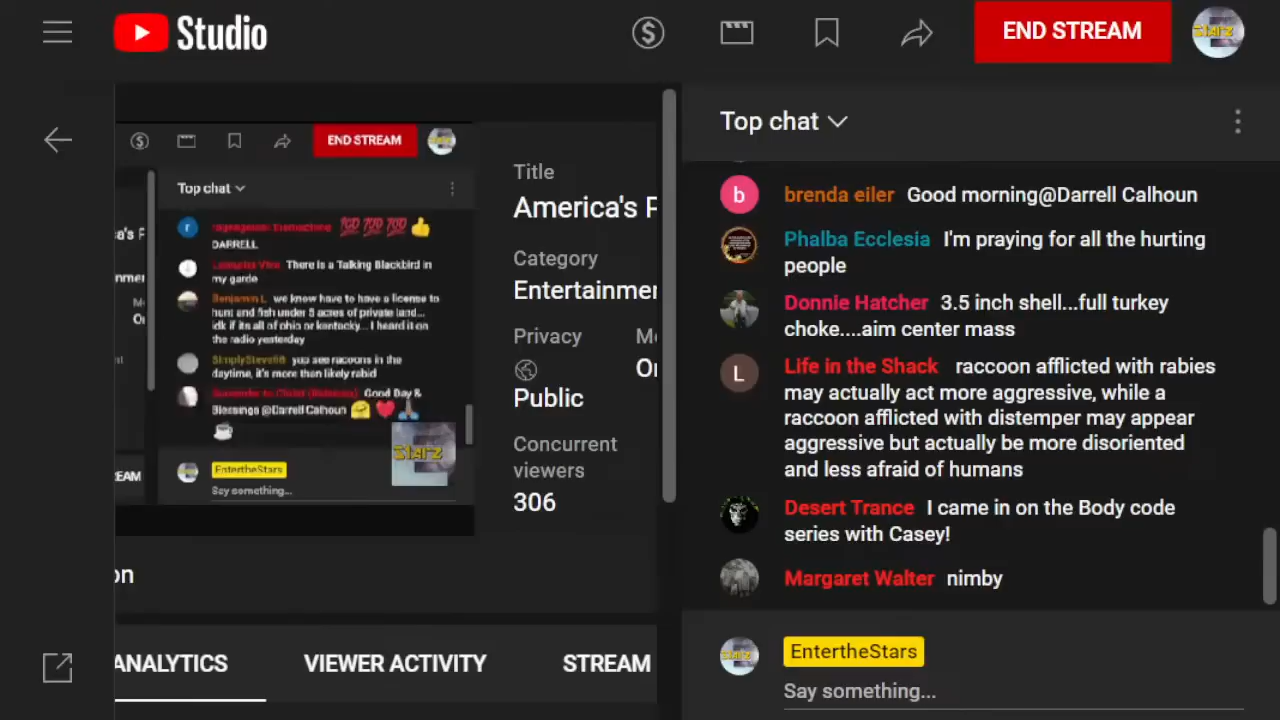 Studio
END STREAM
END STREAM
Top chat
DARRELL
There is a Talking Blackbird in
my garde
Benjamin L we know have to have a license to
hunt and fish under 5 acres of private land...
idk if its all of ohio or kentucky... I heard it on
the radio yesterday
SimplySteve68 yup see racoons in the
daytime, it's more than likely rabid
Good Day &
Blessings @Darrell Calhoun
EntertheStars
Say something...
Title
America's
Category
Entertainmen
Privacy
Public
Concurrent
viewers
306
on
ANALYTICS
VIEWER ACTIVITY
STREAM
Top chat
brenda eiler Good morning@Darrell Calhoun
Phalba Ecclesia I'm praying for all the hurting
people
Donnie Hatcher 3.5 inch shell...full turkey
choke....aim center mass
L
Life in the Shack raccoon afflicted with rabies
may actually act more aggressive, while a
raccoon afflicted with distemper may appear
aggressive but actually be more disoriented
and less afraid of humans
Desert Trance I came in on the Body code
series with Casey!
Margaret Walter nimby
EntertheStars
Say something...